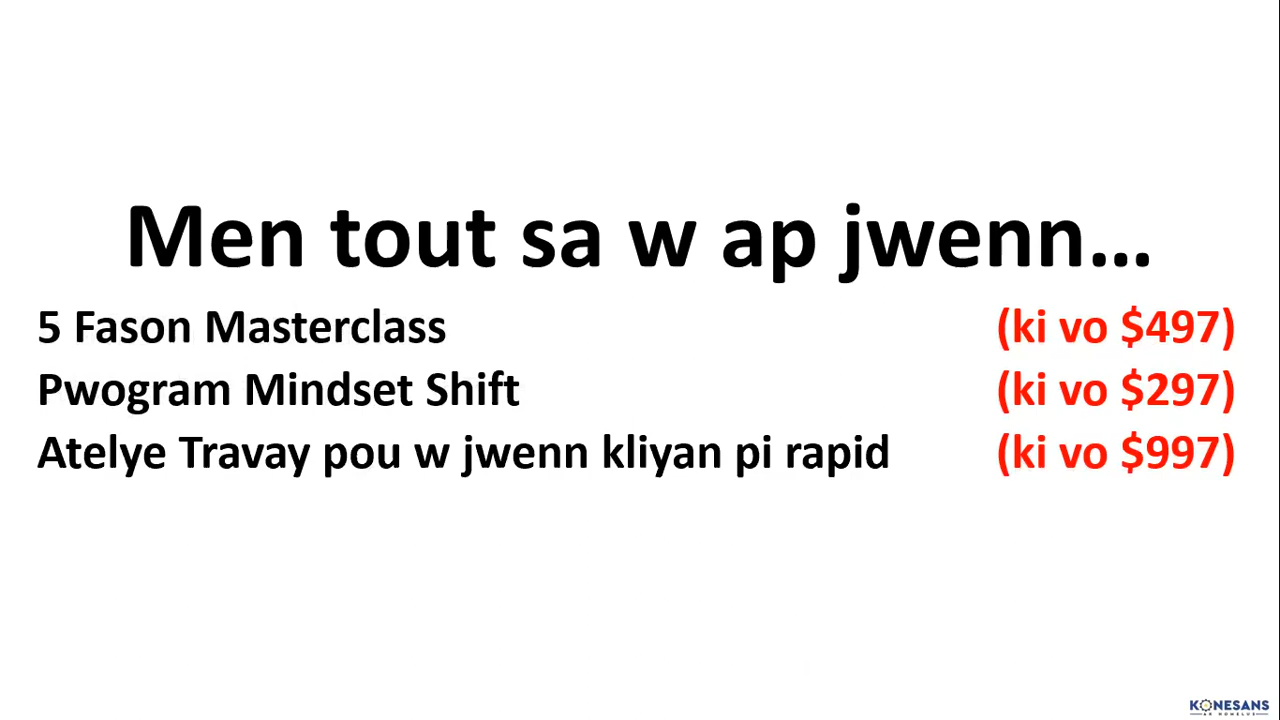 Men tout sa w ap jwenn...
5 Fason Masterclass (ki vo $497)
Pwogram Mindset Shift (ki vo $297)
Atelye Travay pou w jwenn kliyan pi rapid (ki vo $997)
KONESANS